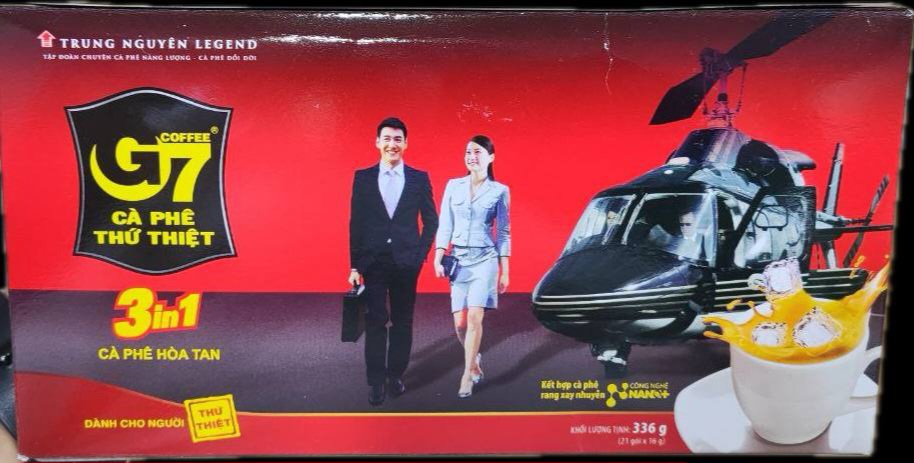 TRUNG NGUYÊN LEGEND
TẬP ĐOÀN CHUYÊN CÀ PHÊ NĂNG LƯỢNG - CÀ PHÊ ĐỔI ĐỜI
G7
COFFEE®
CÀ PHÊ
THỨ THIỆT
3in1
CÀ PHÊ HÒA TAN
DÀNH CHO NGƯỜI
THỨ
THIỆT
Kết hợp cà phê
rang xay nhuyễn
CÔNG NGHỆ
NANO+
KHỐI LƯỢNG TỊNH: 336 g
(21 gói x 16 g)